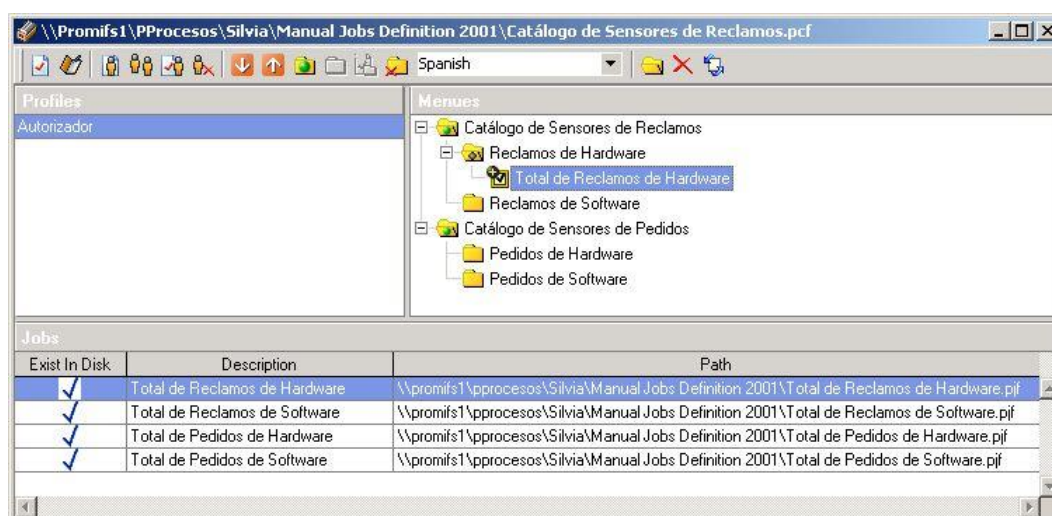 \\Promifs1\PProcesos\Silvia\Manual Jobs Definition 2001\Catálogo de Sensores de Reclamos.pcf
Spanish
Profiles
Menues
Autorizador
Catálogo de Sensores de Reclamos
Reclamos de Hardware
Total de Reclamos de Hardware
Reclamos de Software
Catálogo de Sensores de Pedidos
Pedidos de Hardware
Pedidos de Software
Jobs
Exist In Disk Description Path
Total de Reclamos de Hardware \\promifs1\pprocesos\Silvia\Manual Jobs Definition 2001\Total de Reclamos de Hardware.pjf
Total de Reclamos de Software \\promifs1\pprocesos\Silvia\Manual Jobs Definition 2001\Total de Reclamos de Software.pjf
Total de Pedidos de Hardware \\promifs1\pprocesos\Silvia\Manual Jobs Definition 2001\Total de Pedidos de Hardware.pjf
Total de Pedidos de Software \\promifs1\pprocesos\Silvia\Manual Jobs Definition 2001\Total de Pedidos de Software.pjf